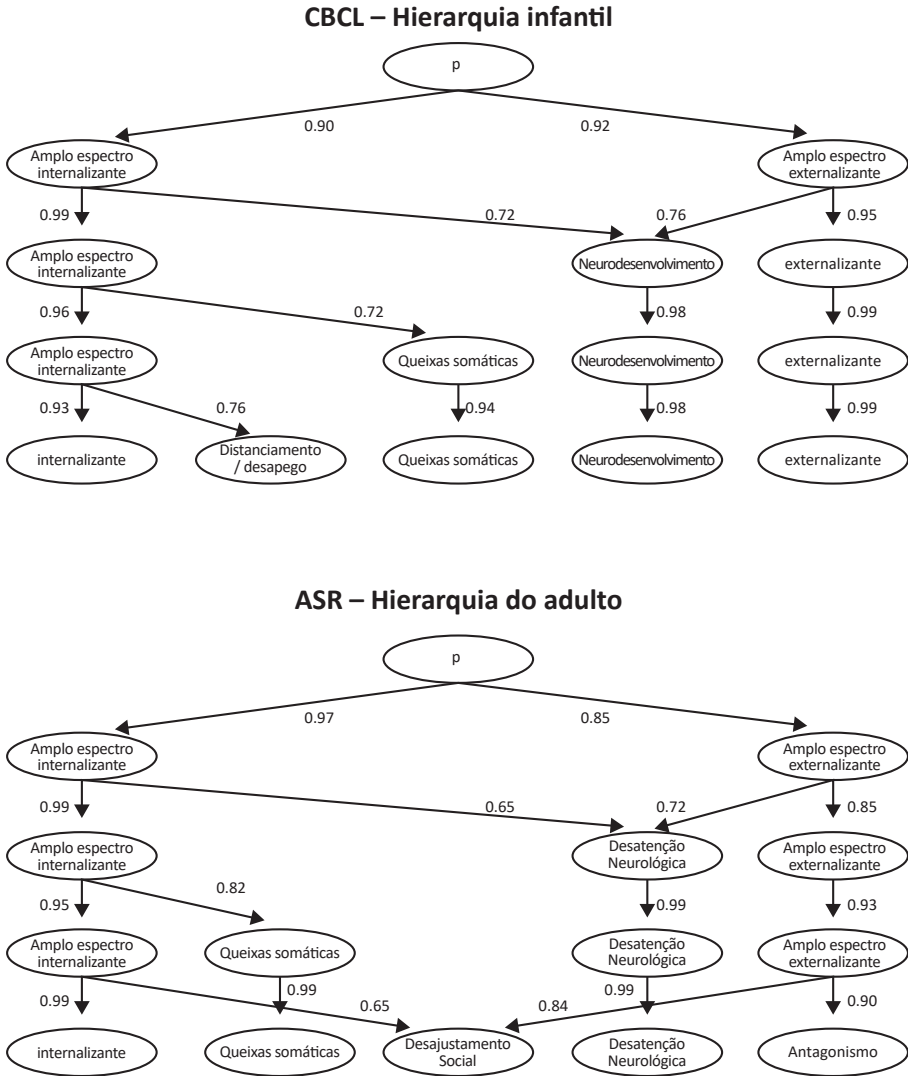 CBCL – Hierarquia infantil
p
0.90
0.92
Amplo espectro
internalizante
Amplo espectro
externalizante
0.99
0.72
0.76
0.95
Amplo espectro
internalizante
Neurodesenvolvimento
externalizante
0.96
0.72
0.98
0.99
Amplo espectro
internalizante
Queixas somáticas
Neurodesenvolvimento
externalizante
0.93
0.76
0.94
0.98
0.99
internalizante
Distanciamento
/ desapego
Queixas somáticas
Neurodesenvolvimento
externalizante
ASR – Hierarquia do adulto
p
0.97
0.85
Amplo espectro
internalizante
Amplo espectro
externalizante
0.99
0.65
0.72
0.85
Amplo espectro
internalizante
Desatenção
Neurológica
Amplo espectro
externalizante
0.95
0.82
0.99
0.93
Amplo espectro
internalizante
Queixas somáticas
Desatenção
Neurológica
Amplo espectro
externalizante
0.99
0.99
0.65
0.84
0.99
0.90
internalizante
Queixas somáticas
Desajustamento
Social
Desatenção
Neurológica
Antagonismo